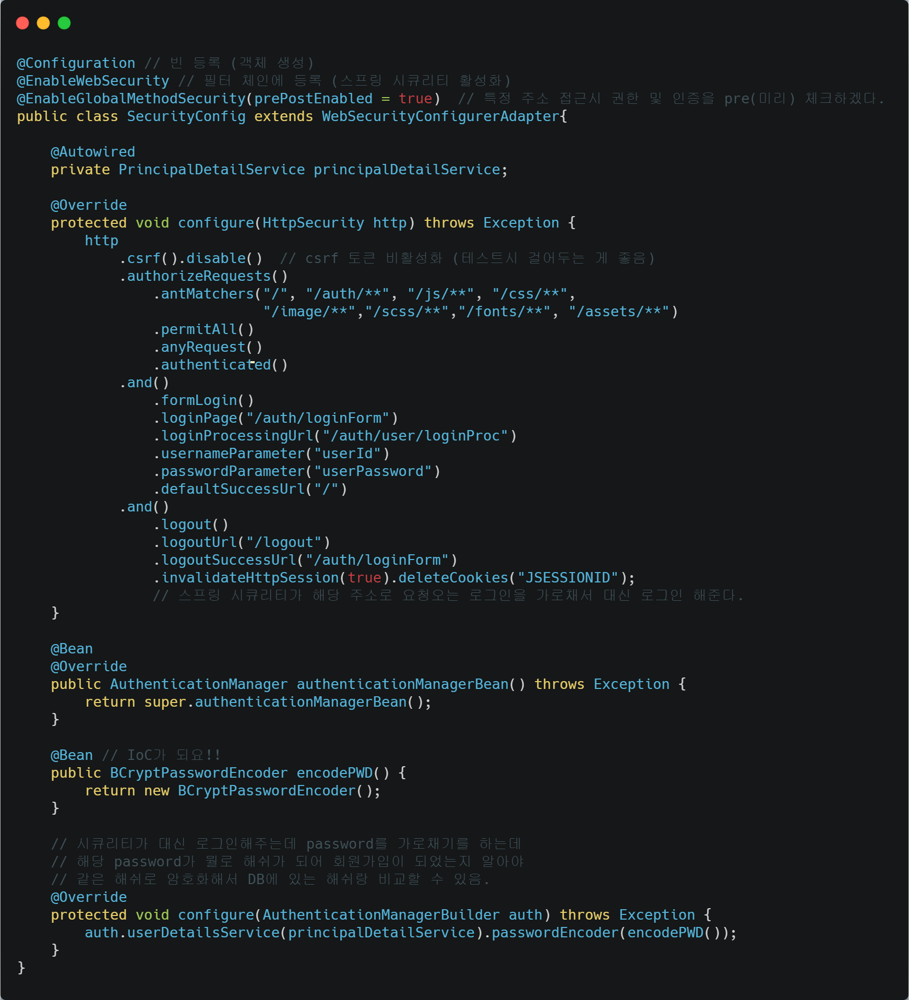 @Configuration // 빈 등록 (객체 생성)
@EnableWebSecurity // 필터 체인에 등록 (스프링 시큐리티 활성화)
@EnableGlobalMethodSecurity(prePostEnabled = true)  // 특정 주소 접근시 권한 및 인증을 pre(미리) 체크하겠다.
public class SecurityConfig extends WebSecurityConfigurerAdapter{
    @Autowired
    private PrincipalDetailService principalDetailService;
    @Override
    protected void configure(HttpSecurity http) throws Exception {
        http
            .csrf().disable()  // csrf 토큰 비활성화 (테스트시 걸어두는 게 좋음)
            .authorizeRequests()
                .antMatchers("/", "/auth/**", "/js/**", "/css/**",
                             "/image/**","/scss/**","/fonts/**", "/assets/**")
                .permitAll()
                .anyRequest()
                .authenticated()
            .and()
                .formLogin()
                .loginPage("/auth/loginForm")
                .loginProcessingUrl("/auth/user/loginProc")
                .usernameParameter("userId")
                .passwordParameter("userPassword")
                .defaultSuccessUrl("/")
            .and()
                .logout()
                .logoutUrl("/logout")
                .logoutSuccessUrl("/auth/loginForm")
                .invalidateHttpSession(true).deleteCookies("JSESSIONID");
                // 스프링 시큐리티가 해당 주소로 요청오는 로그인을 가로채서 대신 로그인 해준다.
    }
    @Bean
    @Override
    public AuthenticationManager authenticationManagerBean() throws Exception {
        return super.authenticationManagerBean();
    }
    @Bean // IoC가 되요!!
    public BCryptPasswordEncoder encodePWD() {
        return new BCryptPasswordEncoder();
    }
    // 시큐리티가 대신 로그인해주는데 password를 가로채기를 하는데
    // 해당 password가 뭘로 해쉬가 되어 회원가입이 되었는지 알아야
    // 같은 해쉬로 암호화해서 DB에 있는 해쉬랑 비교할 수 있음.
    @Override
    protected void configure(AuthenticationManagerBuilder auth) throws Exception {
        auth.userDetailsService(principalDetailService).passwordEncoder(encodePWD());
    }
}